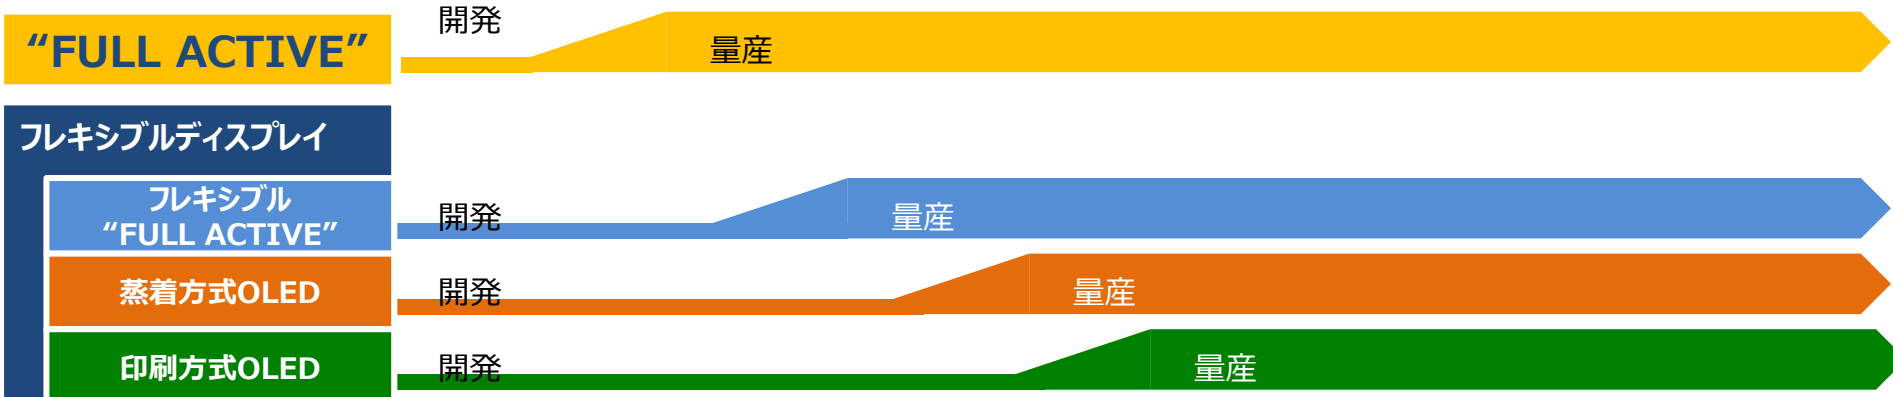 開発
“FULL ACTIVE”
量産
フレキシブルディスプレイ
フレキシブル
“FULL ACTIVE”
開発
量産
蒸着方式OLED
開発
量産
印刷方式OLED
開発
量産